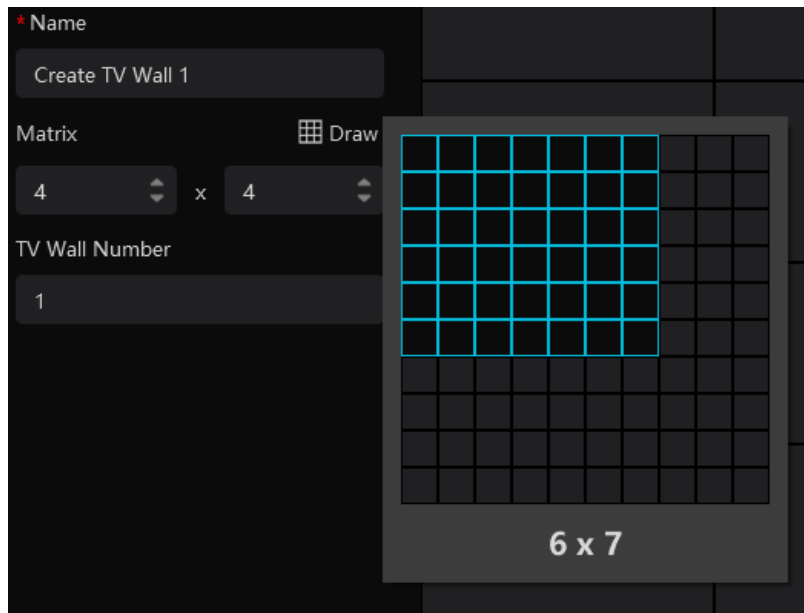 * Name
Create TV Wall 1
Matrix Draw
4 x 4
TV Wall Number
1
6 x 7